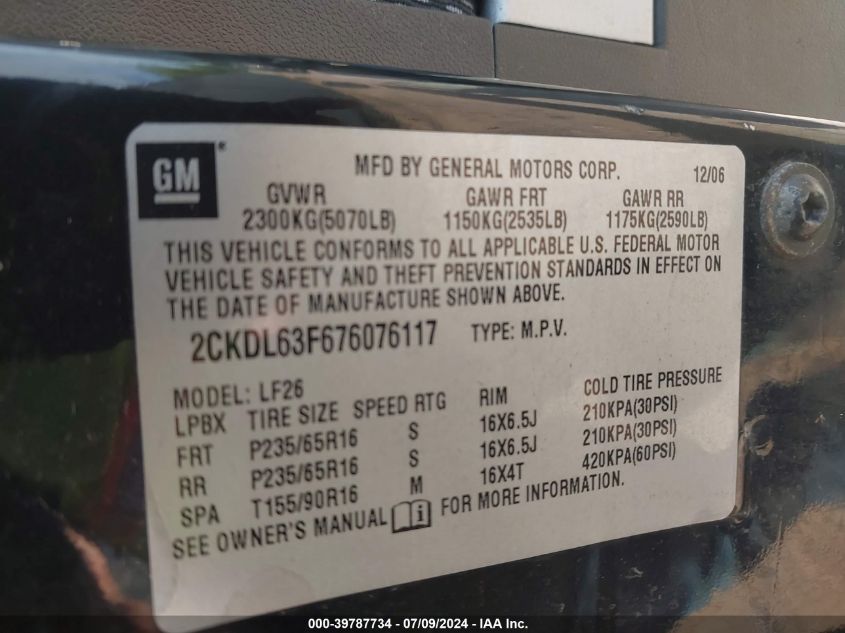 GM ®
MFD BY GENERAL MOTORS CORP. 12/06
GVWR GAWR FRT GAWR RR
2300KG(5070LB) 1150KG(2535LB) 1175KG(2590LB)
THIS VEHICLE CONFORMS TO ALL APPLICABLE U.S. FEDERAL MOTOR
VEHICLE SAFETY AND THEFT PREVENTION STANDARDS IN EFFECT ON
THE DATE OF MANUFACTURE SHOWN ABOVE.
2CKDL63F676076117 TYPE: M.P.V.
MODEL: LF26
LPBX TIRE SIZE SPEED RTG RIM COLD TIRE PRESSURE
FRT P235/65R16 S 16X6.5J 210KPA(30PSI)
RR P235/65R16 S 16X6.5J 210KPA(30PSI)
SPA T155/90R16 M 16X4T 420KPA(60PSI)
SEE OWNER'S MANUAL i FOR MORE INFORMATION.
000-39787734 - 07/09/2024 - IAA Inc.